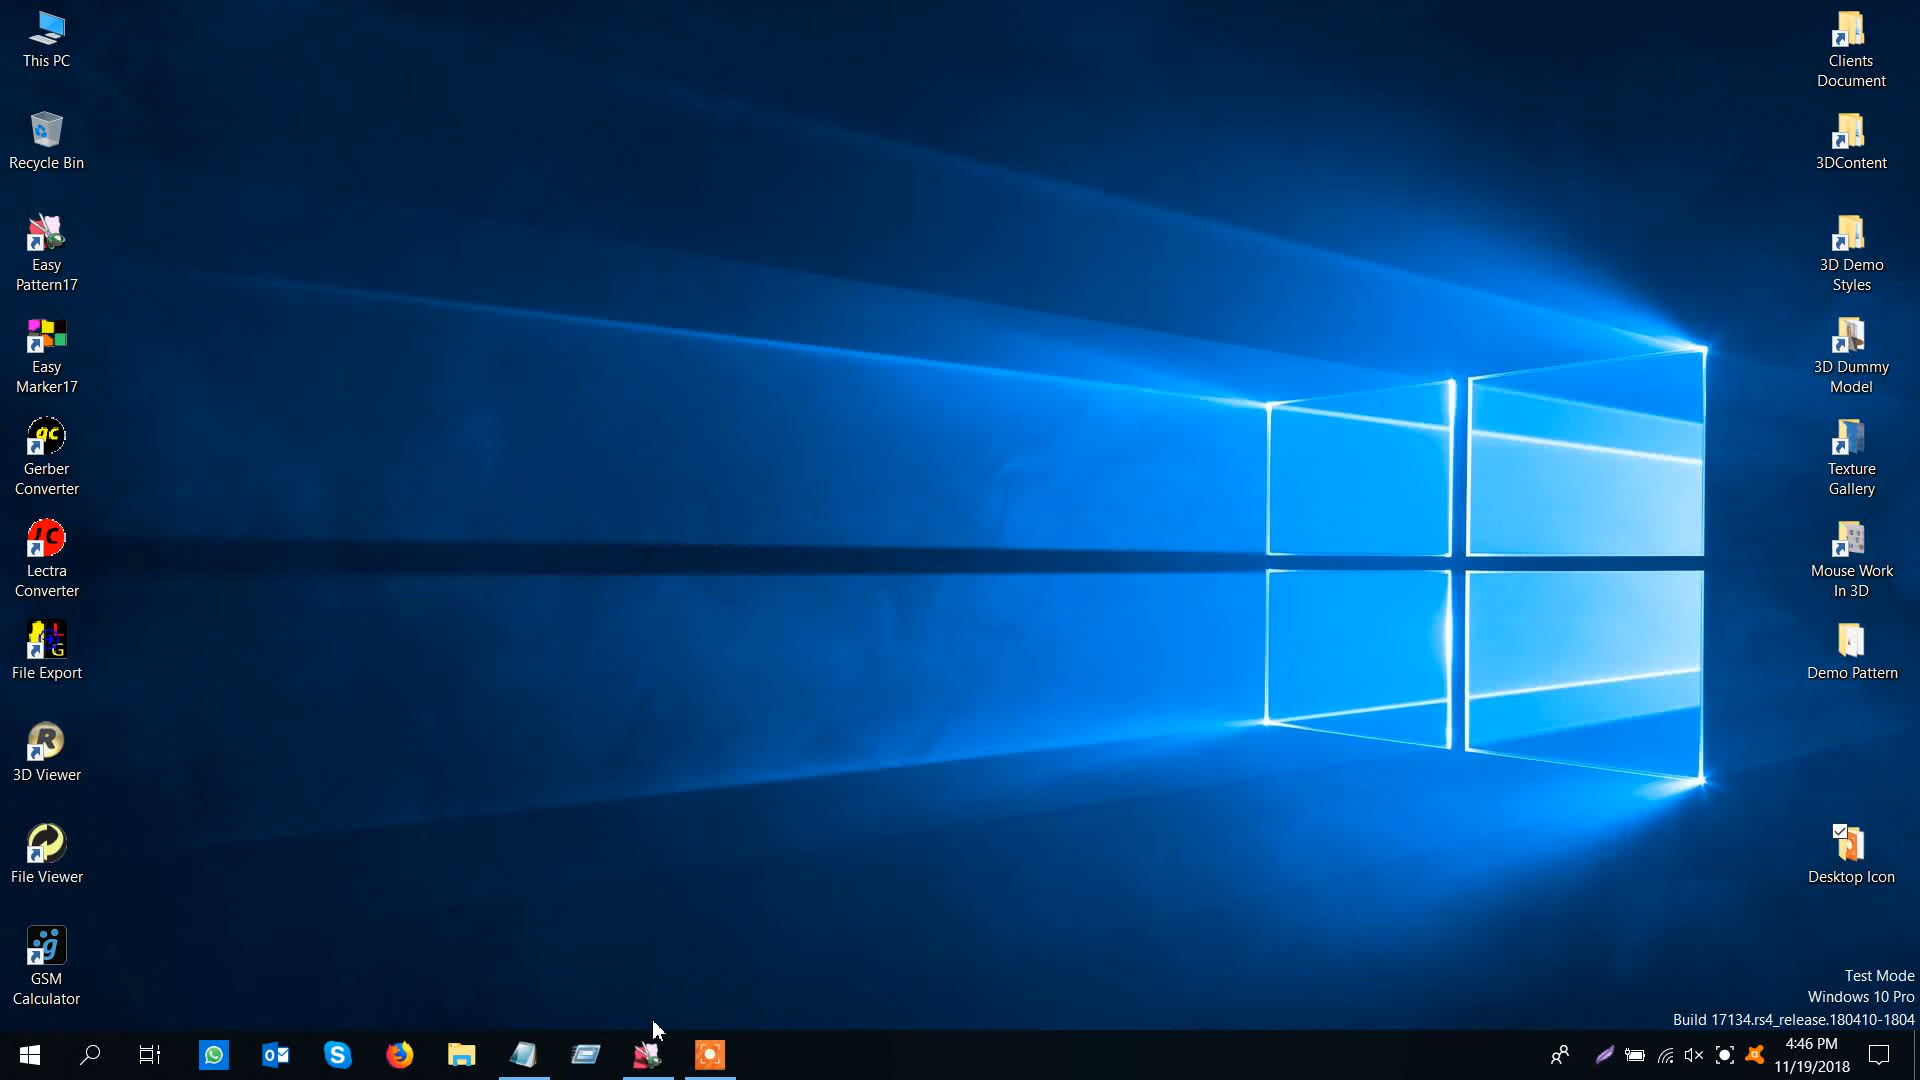 This PC
Recycle Bin
Easy
Pattern17
Easy
Marker17
gc
Gerber
Converter
LC
Lectra
Converter
G
File Export
R
3D Viewer
File Viewer
g
GSM
Calculator
Clients
Document
3DContent
3D Demo
Styles
3D Dummy
Model
Texture
Gallery
Mouse Work
In 3D
Demo Pattern
Desktop Icon
Test Mode
Windows 10 Pro
Build 17134.rs4_release.180410-1804
4:46 PM
11/19/2018